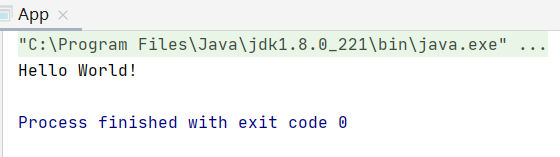 App
"C:\Program Files\Java\jdk1.8.0_221\bin\java.exe" ...
Hello World!
Process finished with exit code 0